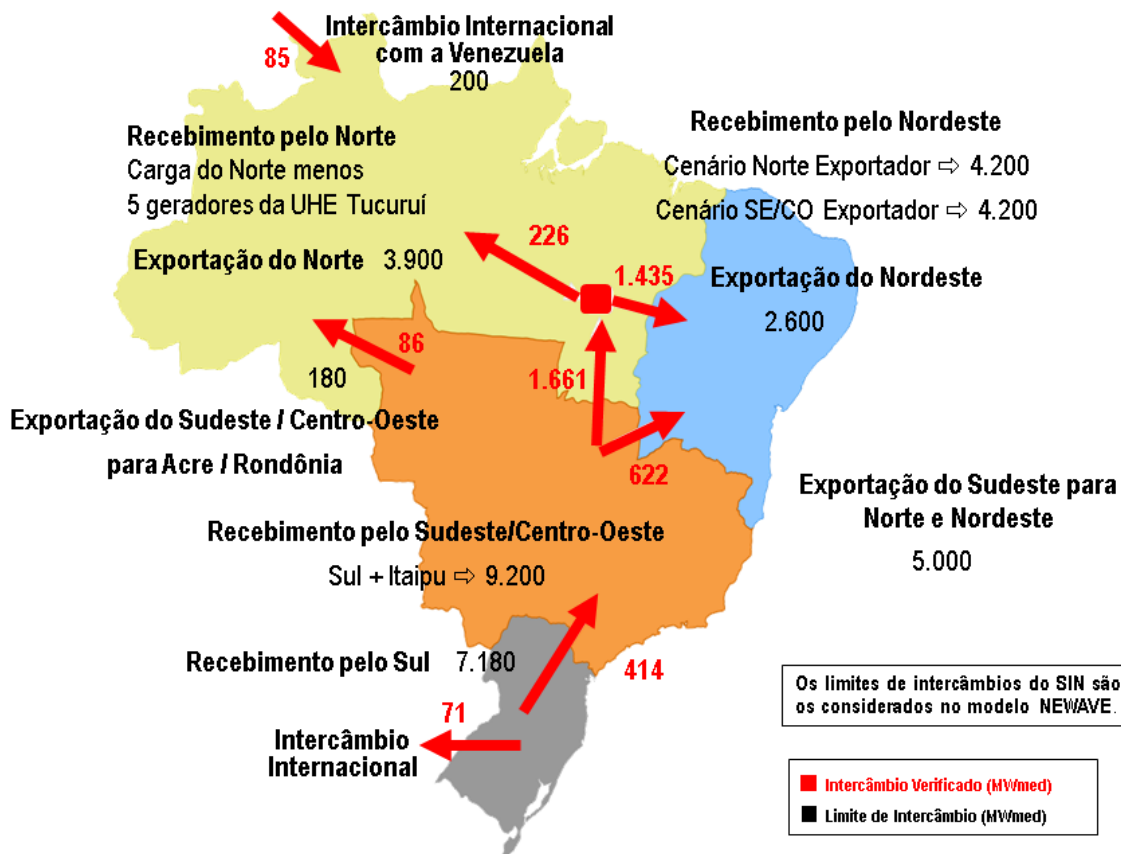 Intercâmbio Internacional
com a Venezuela
200
85
Recebimento pelo Norte
Carga do Norte menos
5 geradores da UHE Tucuruí
Recebimento pelo Nordeste
Cenário Norte Exportador ⇨ 4.200
Cenário SE/CO Exportador ⇨ 4.200
226
Exportação do Norte 3.900
1.435
Exportação do Nordeste
2.600
86
180
1.661
Exportação do Sudeste / Centro-Oeste
para Acre / Rondônia
622
Exportação do Sudeste para
Norte e Nordeste
5.000
Recebimento pelo Sudeste/Centro-Oeste
Sul + Itaipu ⇨ 9.200
Recebimento pelo Sul 7.180
414
71
Intercâmbio
Internacional
Os limites de intercâmbios do SIN são
os considerados no modelo NEWAVE.
Intercâmbio Verificado (MWmed)
Limite de Intercâmbio (MWmed)